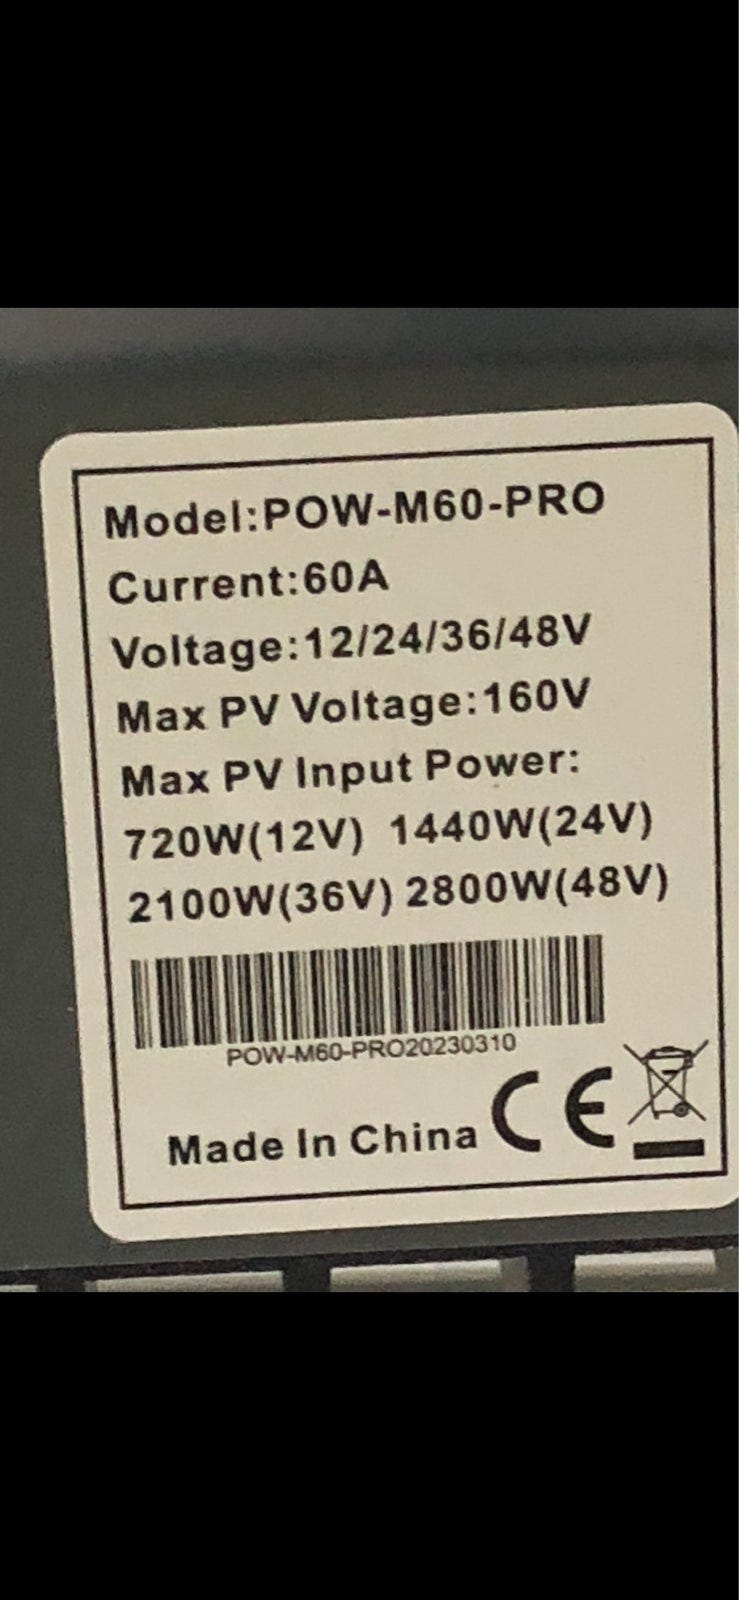 Model:POW-M60-PRO
Current:60A
Voltage:12/24/36/48V
Max PV Voltage:160V
Max PV Input Power:
720W(12V) 1440W(24V)
2100W(36V) 2800W(48V)
POW-M60-PRO20230310
Made In China CE